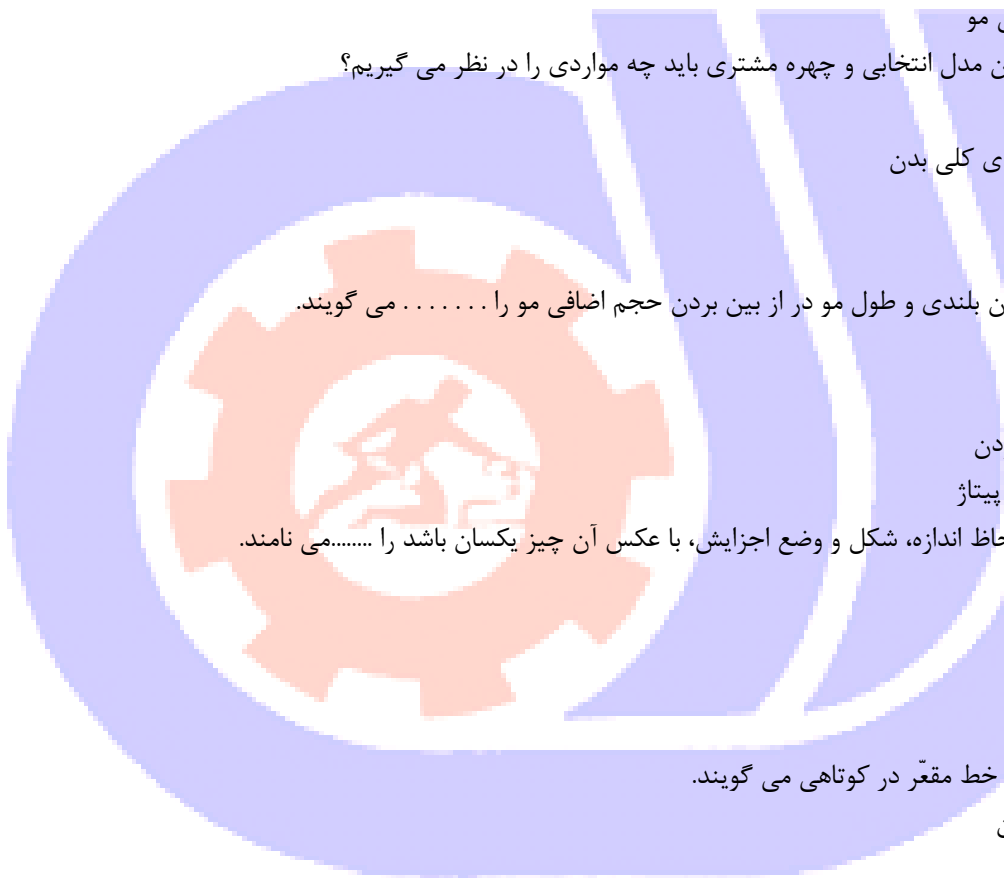 مو
مدل انتخابی و چهره مشتری باید چه مواردی را در نظر می گیریم؟
کلی بدن
بلندی و طول مو در از بین بردن حجم اضافی مو را . . . . . . . می گویند.
پیتاژ
اندازه، شکل و وضع اجزایش، با عکس آن چیز یکسان باشد را ........می نامند.
خط مقعّر در کوتاهی می گویند.